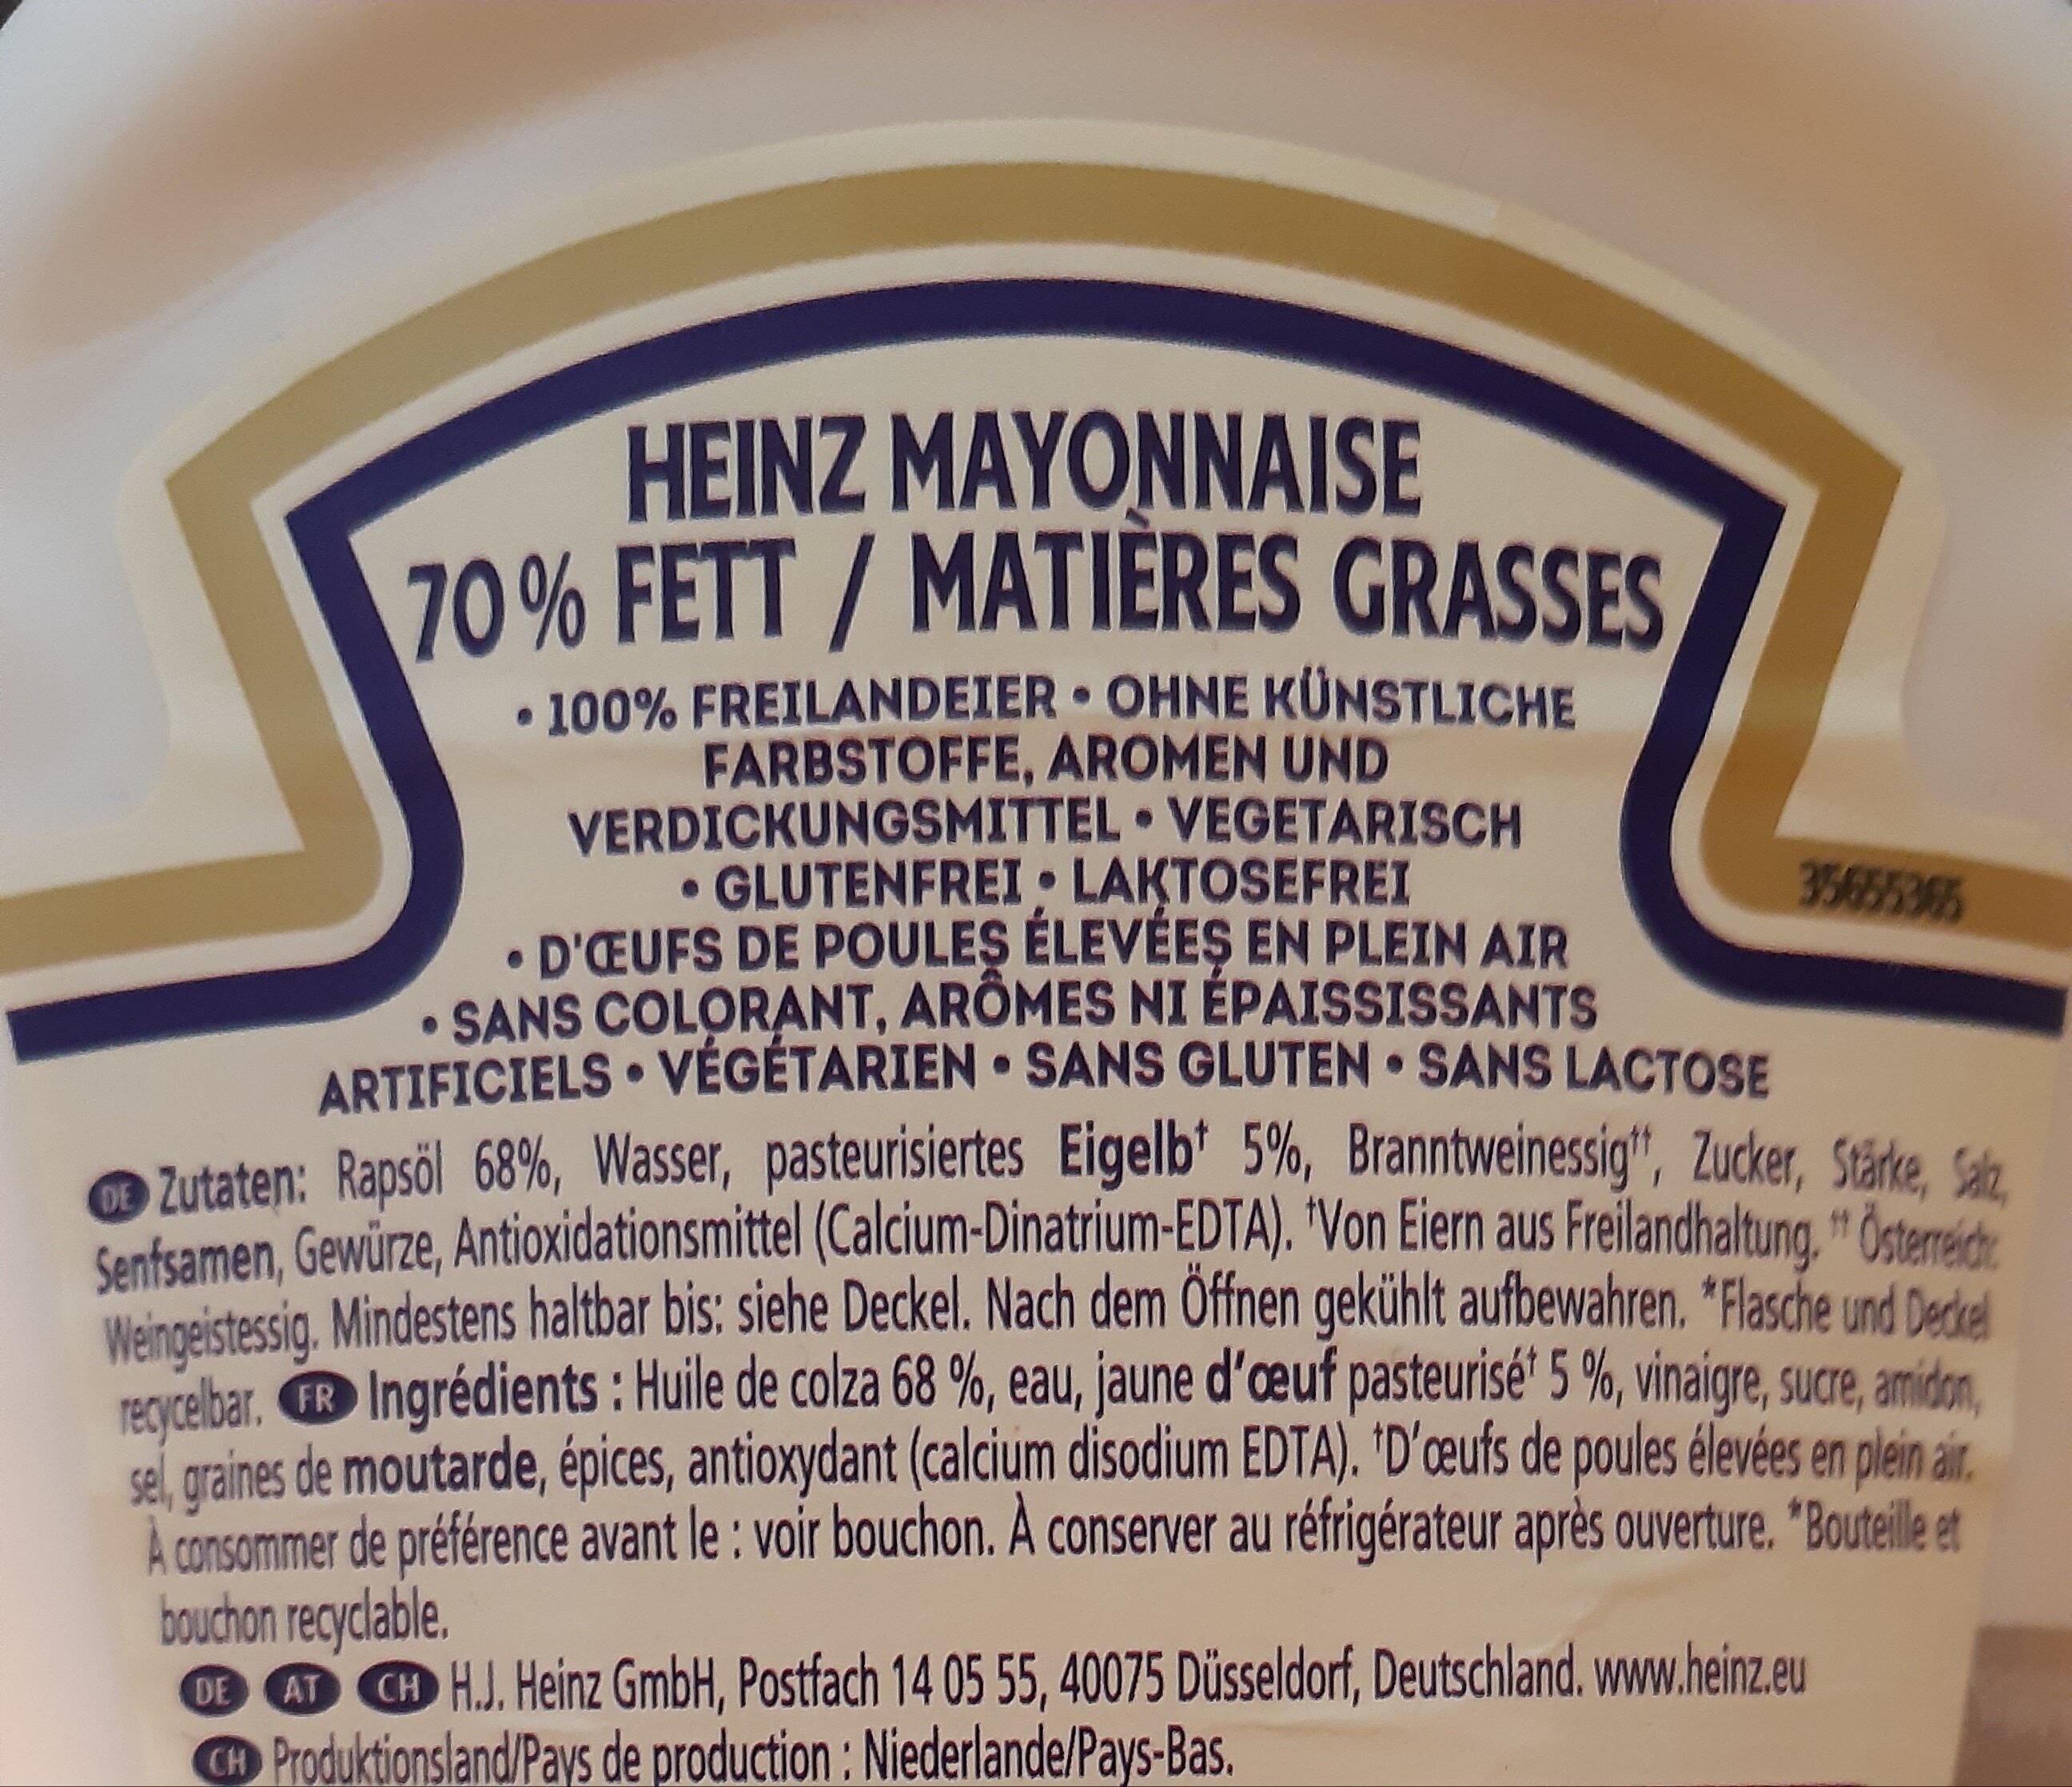 HEINZ MAYONNAISE
70% FETT / MATIÈRES GRASSES
• 100% FREILANDEIER • OHNE KÜNSTLICHE
FARBSTOFFE, AROMEN UND
VERDICKUNGSMITTEL • VEGETARISCH
• GLUTENFREI • LAKTOSEFREI
35655365
• D'ŒUFS DE POULES ÉLEVÉES EN PLEIN AIR
• SANS COLORANT, ARÔMES NI ÉPAISSISSANTS
ARTIFICIELS • VÉGÉTARIEN • SANS GLUTEN • SANS LACTOSE
DE Zutaten: Rapsöl 68%, Wasser, pasteurisiertes Eigelb† 5%, Branntweinessig††, Zucker, Stärke, Salz,
Senfsamen, Gewürze, Antioxidationsmittel (Calcium-Dinatrium-EDTA). †Von Eiern aus Freilandhaltung. †† Österreich:
Weingeistessig. Mindestens haltbar bis: siehe Deckel. Nach dem Öffnen gekühlt aufbewahren. *Flasche und Deckel
recycelbar. FR Ingrédients : Huile de colza 68 %, eau, jaune d'œuf pasteurisé† 5 %, vinaigre, sucre, amidon,
sel, graines de moutarde, épices, antioxydant (calcium disodium EDTA). †D'œufs de poules élevées en plein air.
À consommer de préférence avant le : voir bouchon. À conserver au réfrigérateur après ouverture. *Bouteille et
bouchon recyclable.
DE AT CH H.J. Heinz GmbH, Postfach 14 05 55, 40075 Düsseldorf, Deutschland. www.heinz.eu
CH Produktionsland/Pays de production : Niederlande/Pays-Bas.